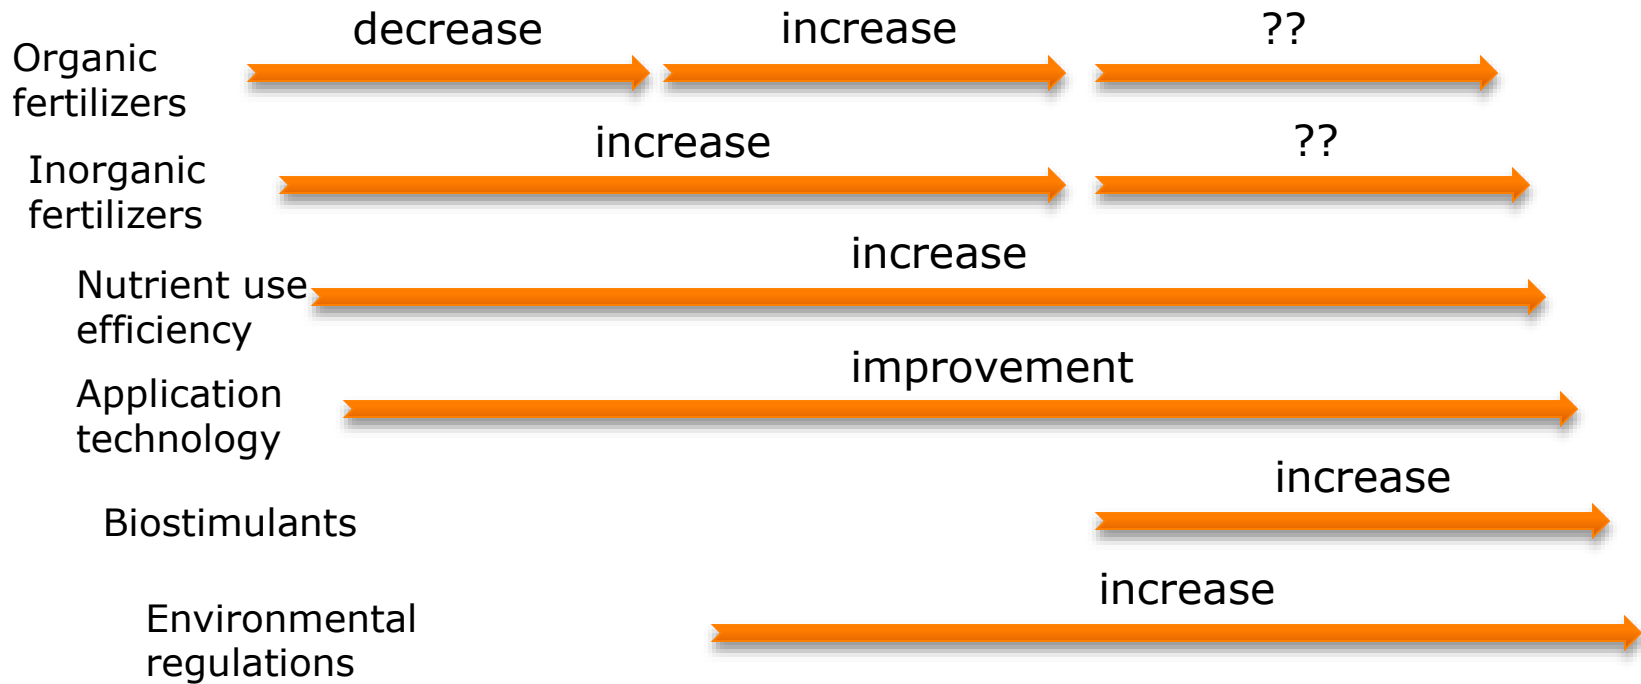 decrease
increase
??
Organic
fertilizers
increase
??
Inorganic
fertilizers
increase
Nutrient use
efficiency
improvement
Application
technology
increase
Biostimulants
increase
Environmental
regulations